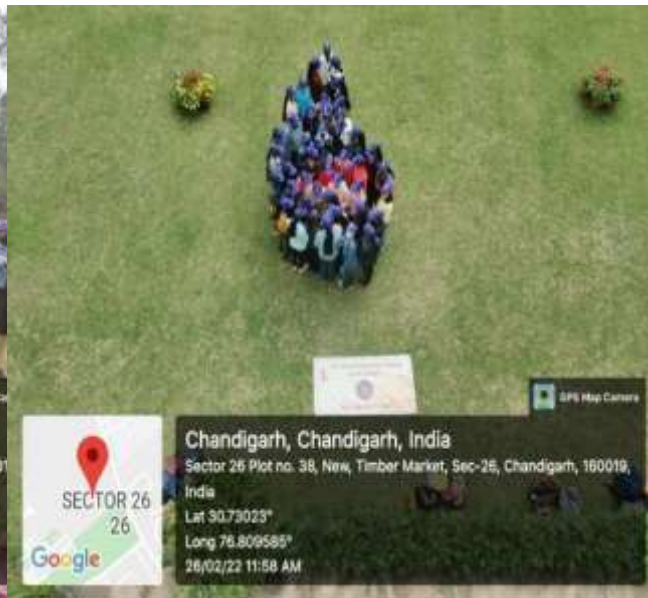 GPS Map Camera
SECTOR 26
26
Google
Chandigarh, Chandigarh, India
Sector 26 Plot no. 38, New, Timber Market, Sec-26, Chandigarh, 160019,
India
Lat 30.73023°
Long 76.809585°
26/02/22 11:58 AM